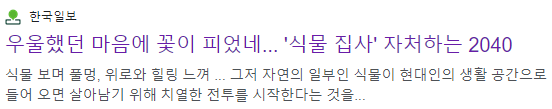 한국일보
우울했던 마음에 꽃이 피었네... '식물 집사' 자처하는 2040
식물 보며 풀멍, 위로와 힐링 느껴 ... 그저 자연의 일부인 식물이 현대인의 생활 공간으로
들어 오면 살아남기 위해 치열한 전투를 시작한다는 것을...